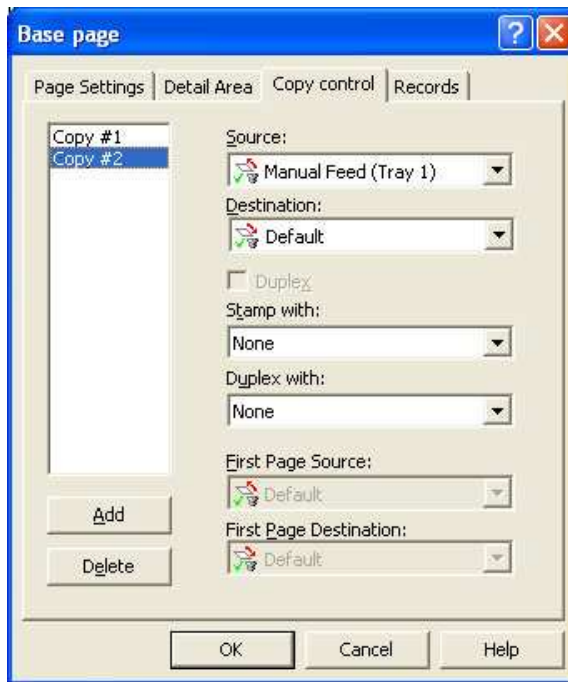 Base page
Page Settings
Detail Area
Copy control
Records
Copy #1
Copy #2
Source:
Manual Feed (Tray 1)
Destination:
Default
Duplex
Stamp with:
None
Duplex with:
None
First Page Source:
Default
First Page Destination:
Default
Add
Delete
OK
Cancel
Help